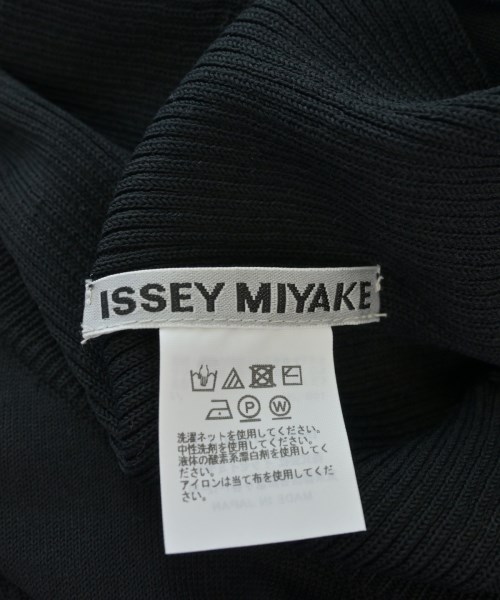 ISSEY MIYAKE
P W
洗濯ネットを使用してください。
中性洗剤を使用してください。
液体の酸素系漂白剤を使用してくだ
さい。
アイロンは当て布を使用してくだ
さい。